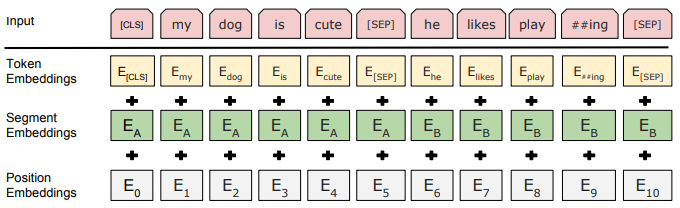 Input [CLS] my dog is cute [SEP] he likes play ##ing [SEP]
Token
Embeddings E[CLS] Emy Edog Eis Ecute E[SEP] Ehe Elikes Eplay E##ing E[SEP]
+ + + + + + + + + + +
Segment
Embeddings EA EA EA EA EA EA EB EB EB EB EB
+ + + + + + + + + + +
Position
Embeddings E0 E1 E2 E3 E4 E5 E6 E7 E8 E9 E10